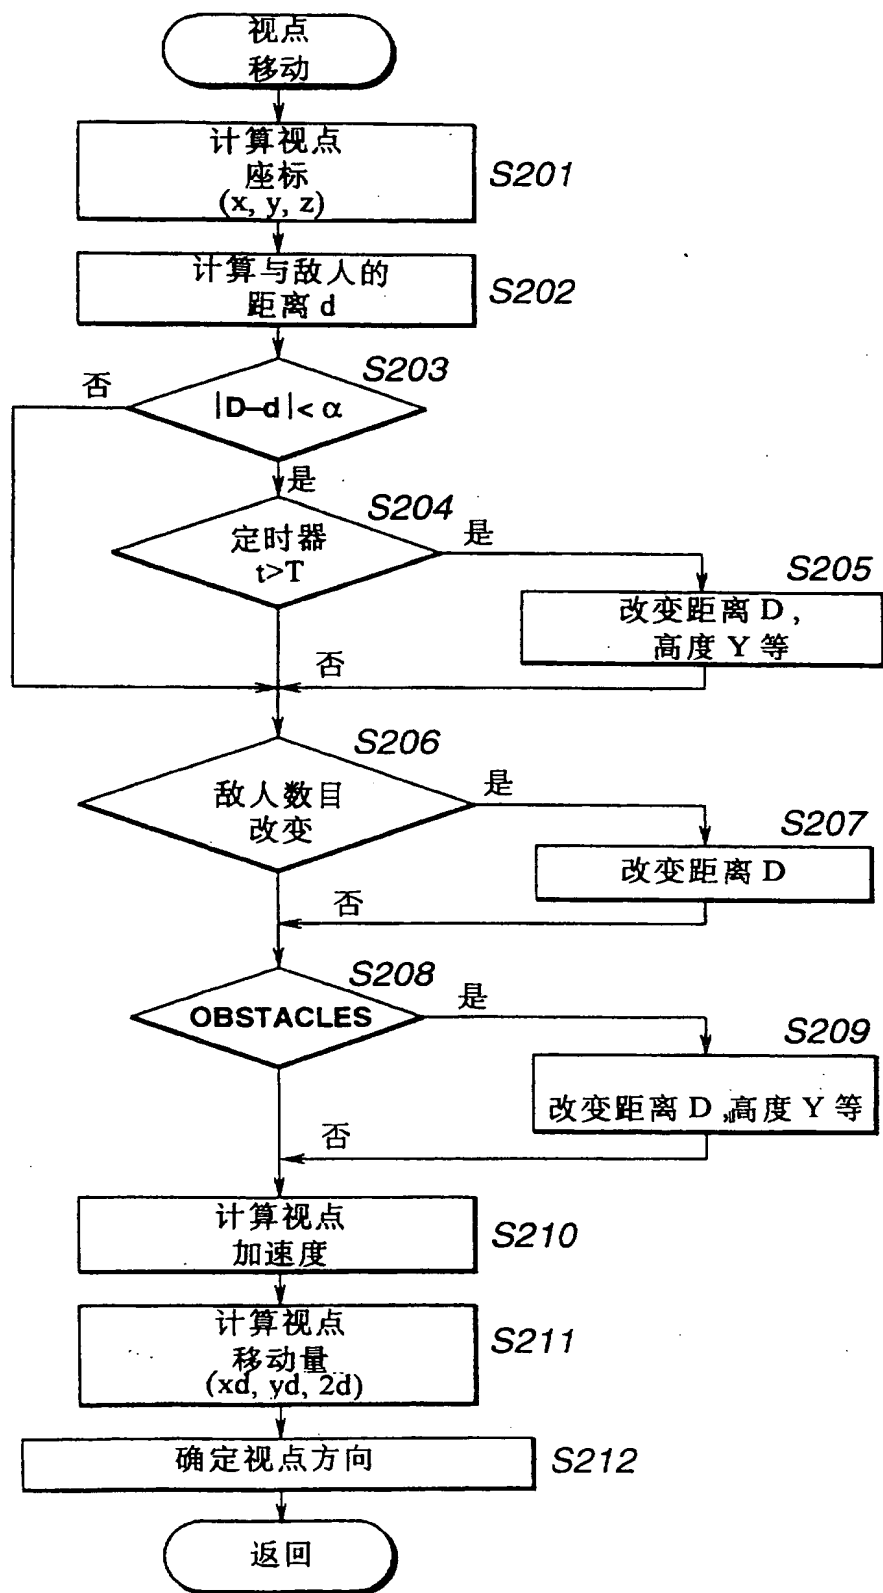 视点
移动
计算视点
座标
(x, y, z)
S201
计算与敌人的
距离 d
S202
S203
否
|D–d|< α
是
S204
定时器
t>T
是
S205
改变距离 D,
高度 Y 等
否
S206
敌人数目
改变
是
S207
改变距离 D
否
S208
OBSTACLES
是
S209
改变距离 D,高度 Y 等
否
计算视点
加速度
S210
计算视点
移动量
(xd, yd, 2d)
S211
确定视点方向
S212
返回